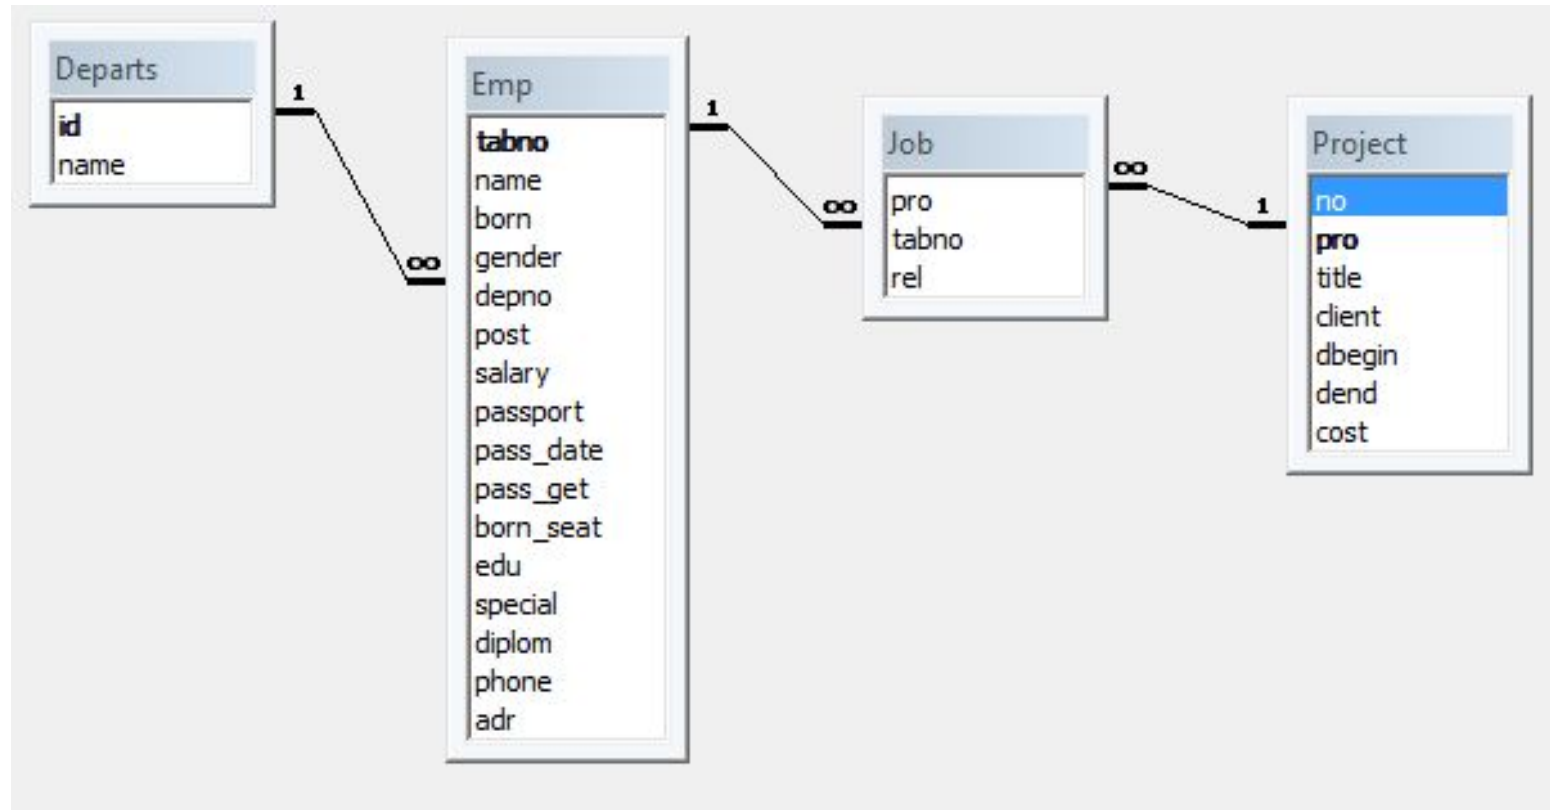 Departs
id
name
1
∞
Emp
tabno
name
born
gender
depno
post
salary
passport
pass_date
pass_get
born_seat
edu
special
diplom
phone
adr
1
∞
Job
pro
tabno
rel
∞
1
Project
no
pro
title
client
dbegin
dend
cost